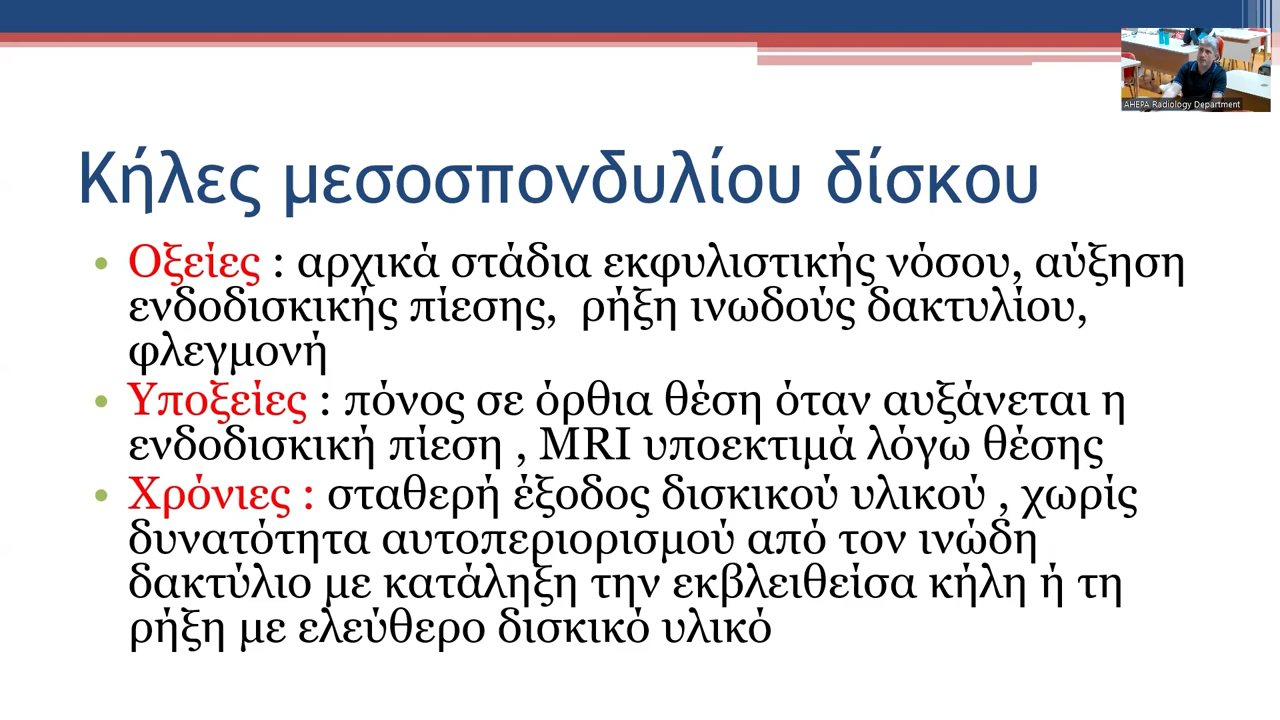 AHEPA Radiology Department
Κήλες μεσοσπονδυλίου δίσκου
• Οξείες : αρχικά στάδια εκφυλιστικής νόσου, αύξηση
ενδοδισκικής πίεσης, ρήξη ινωδούς δακτυλίου,
φλεγμονή
• Υποξείες : πόνος σε όρθια θέση όταν αυξάνεται η
ενδοδισκική πίεση , MRI υποεκτιμά λόγω θέσης
• Χρόνιες : σταθερή έξοδος δισκικού υλικού , χωρίς
δυνατότητα αυτοπεριορισμού από τον ινώδη
δακτύλιο με κατάληξη την εκβλειθείσα κήλη ή τη
ρήξη με ελεύθερο δισκικό υλικό